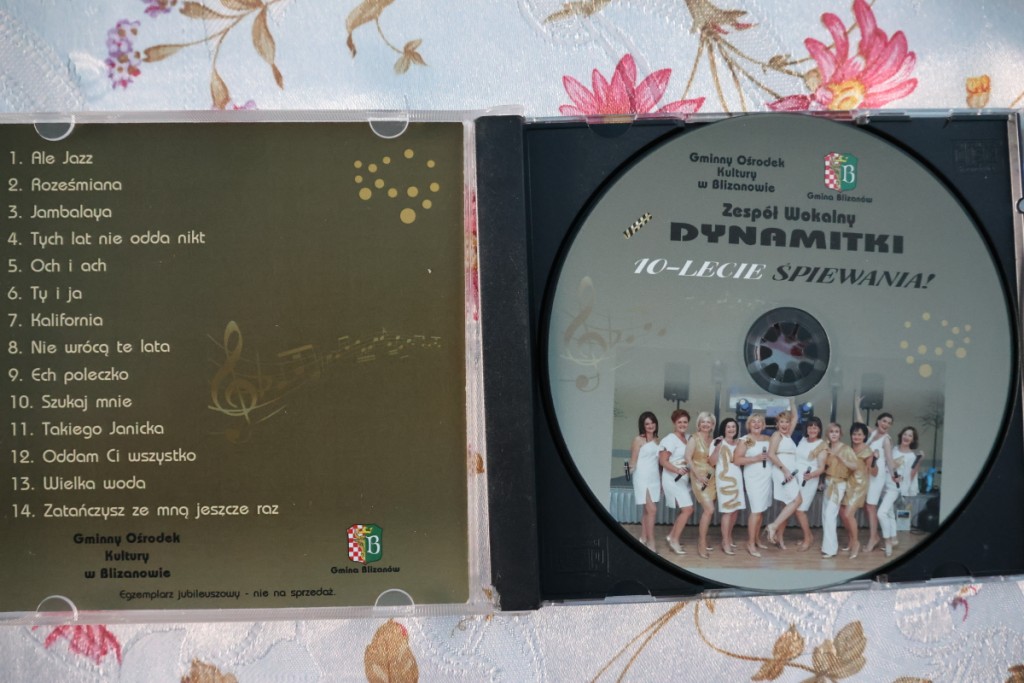 1. Ale Jazz
2. Roześmiana
3. Jambalaya
4. Tych lat nie odda nikt
5. Och i ach
6. Ty i ja
7. Kalifornia
8. Nie wrócą te lata
9. Ech poleczko
10. Szukaj mnie
11. Takiego Janicka
12. Oddam Ci wszystko
13. Wielka woda
14. Zatańczysz ze mną jeszcze raz
Gminny Ośrodek
Kultury
w Blizanowie
B
Gmina Blizanów
Egzemplarz jubileuszowy - nie na sprzedaż.
Gminny Ośrodek
Kultury
w Blizanowie
B
Gmina Blizanów
Zespół Wokalny
DYNAMITKI
10-LECIE ŚPIEWANIA!